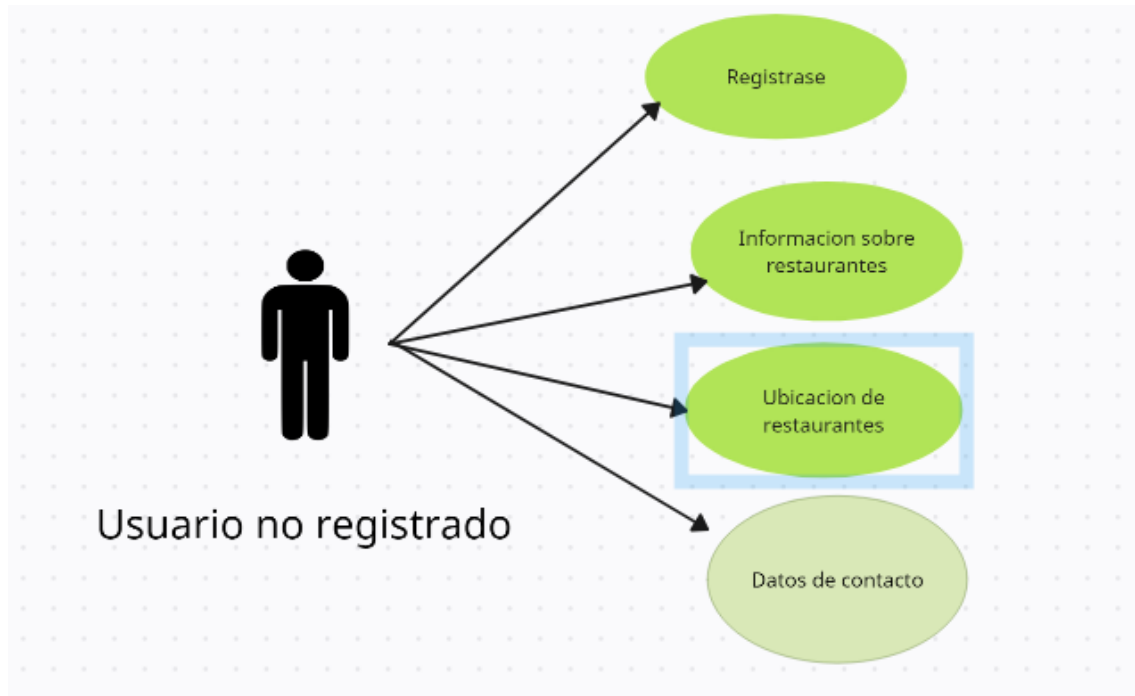 Registrase
Informacion sobre
restaurantes
Ubicacion de
restaurantes
Usuario no registrado
Datos de contacto